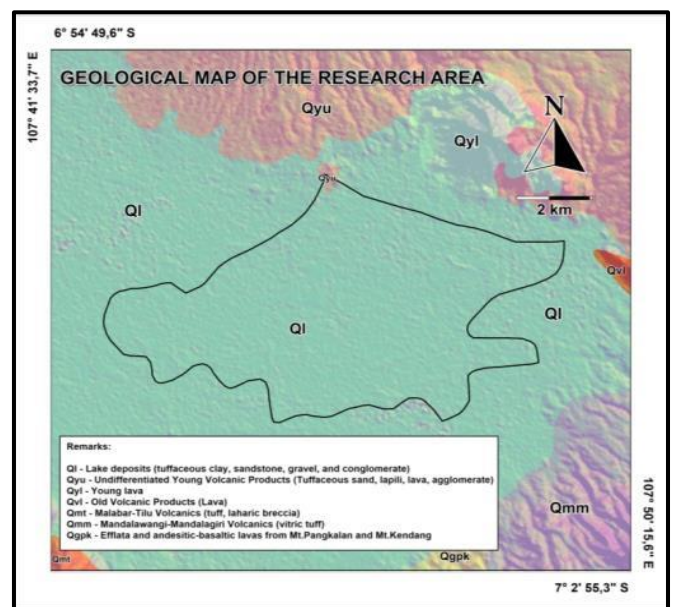 6° 54' 49,6" S
107° 41' 33,7" E
GEOLOGICAL MAP OF THE RESEARCH AREA
Qyu
N
Qyl
2 km
Qyu
Ql
Qvl
Ql
Ql
Remarks:
Ql - Lake deposits (tuffaceous clay, sandstone, gravel, and conglomerate)
Qyu - Undifferentiated Young Volcanic Products (Tuffaceous sand, lapili, lava, agglomerate)
Qyl - Young lava
Qvl - Old Volcanic Products (Lava)
Qmt - Malabar-Tilu Volcanics (tuff, laharic breccia)
Qmm - Mandalawangi-Mandalagiri Volcanics (vitric tuff)
Qgpk - Efflata and andesitic-basaltic lavas from Mt.Pangkalan and Mt.Kendang
Qmm
Qmt
Qgpk
107° 50' 15,6" E
7° 2' 55,3" S